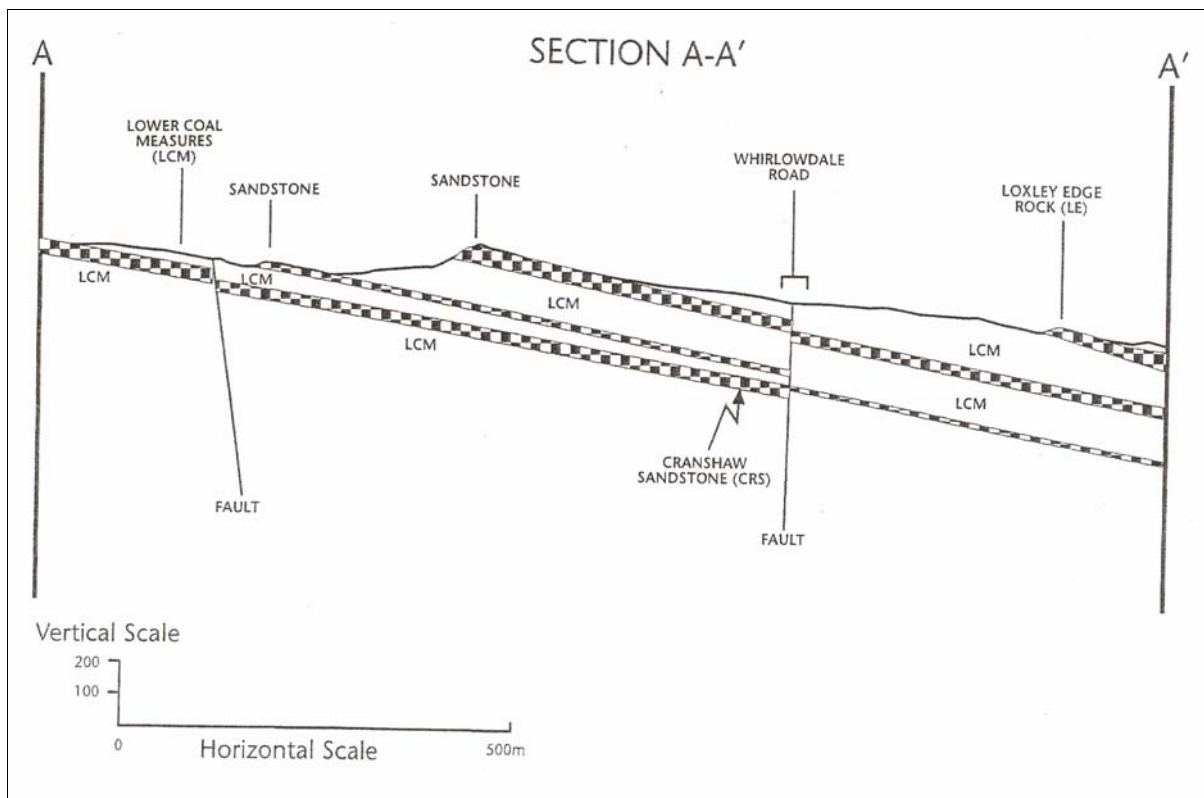 SECTION A-A'
A
A'
LOWER COAL
MEASURES
(LCM)
SANDSTONE
SANDSTONE
WHIRLOWDALE
ROAD
LOXLEY EDGE
ROCK (LE)
LCM
LCM
LCM
LCM
LCM
LCM
CRANSHAW
SANDSTONE (CRS)
FAULT
FAULT
Vertical Scale
200
100
0
Horizontal Scale
500m